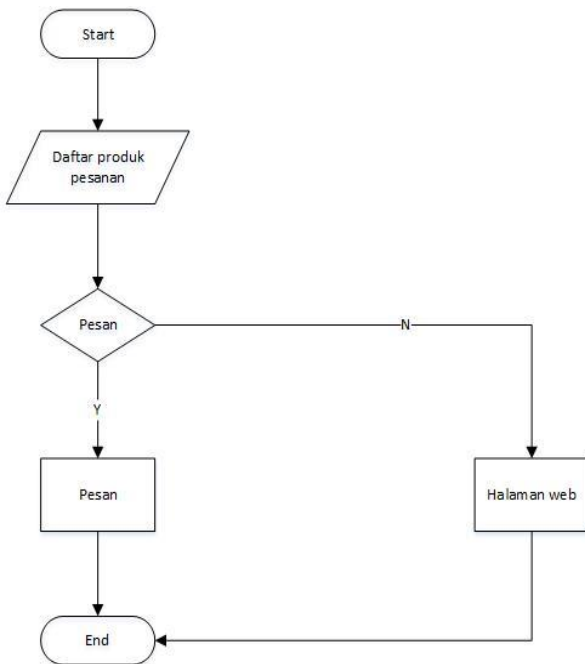 Start
Daftar produk
pesanan
Pesan
N
Y
Pesan
Halaman web
End